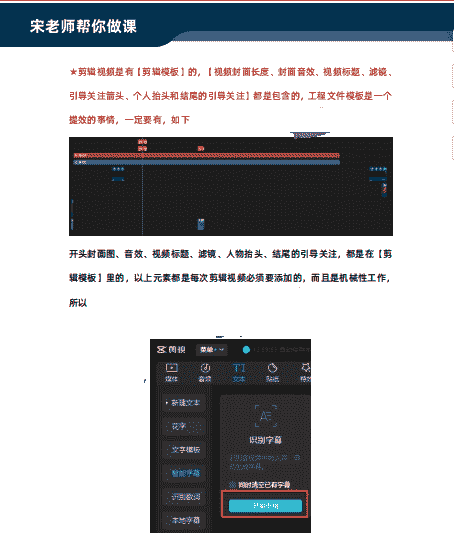 宋老师帮你做课
★剪辑视频是有【剪辑模板】的，【视频封面长度、封面音效、视频标题、滤镜、
引导关注箭头、个人抬头和结尾的引导关注】都是包含的，工程文件模板是一个
提效的事情，一定要有，如下
开头封面图、音效、视频标题、滤镜、人物抬头、结尾的引导关注，都是在【剪
辑模板】里的，以上元素都是每次剪辑视频必须要添加的，而且是机械性工作，
所以
剪映 菜单
媒体 音频 文本 贴纸
新建文本
花字
文字模板
智能字幕
识别歌词
本地字幕
识别字幕
同时清空已有字幕